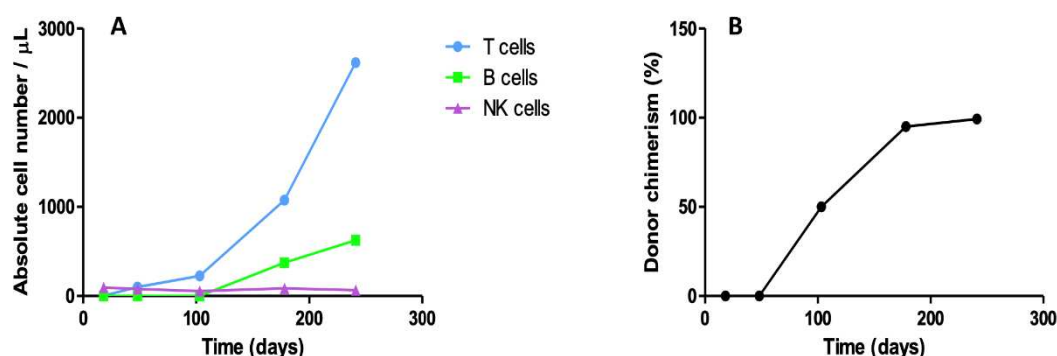 A
Absolute cell number / μL
3000
2000
1000
0
0
100
200
300
Time (days)
T cells
B cells
NK cells
B
Donor chimerism (%)
150
100
50
0
0
100
200
300
Time (days)